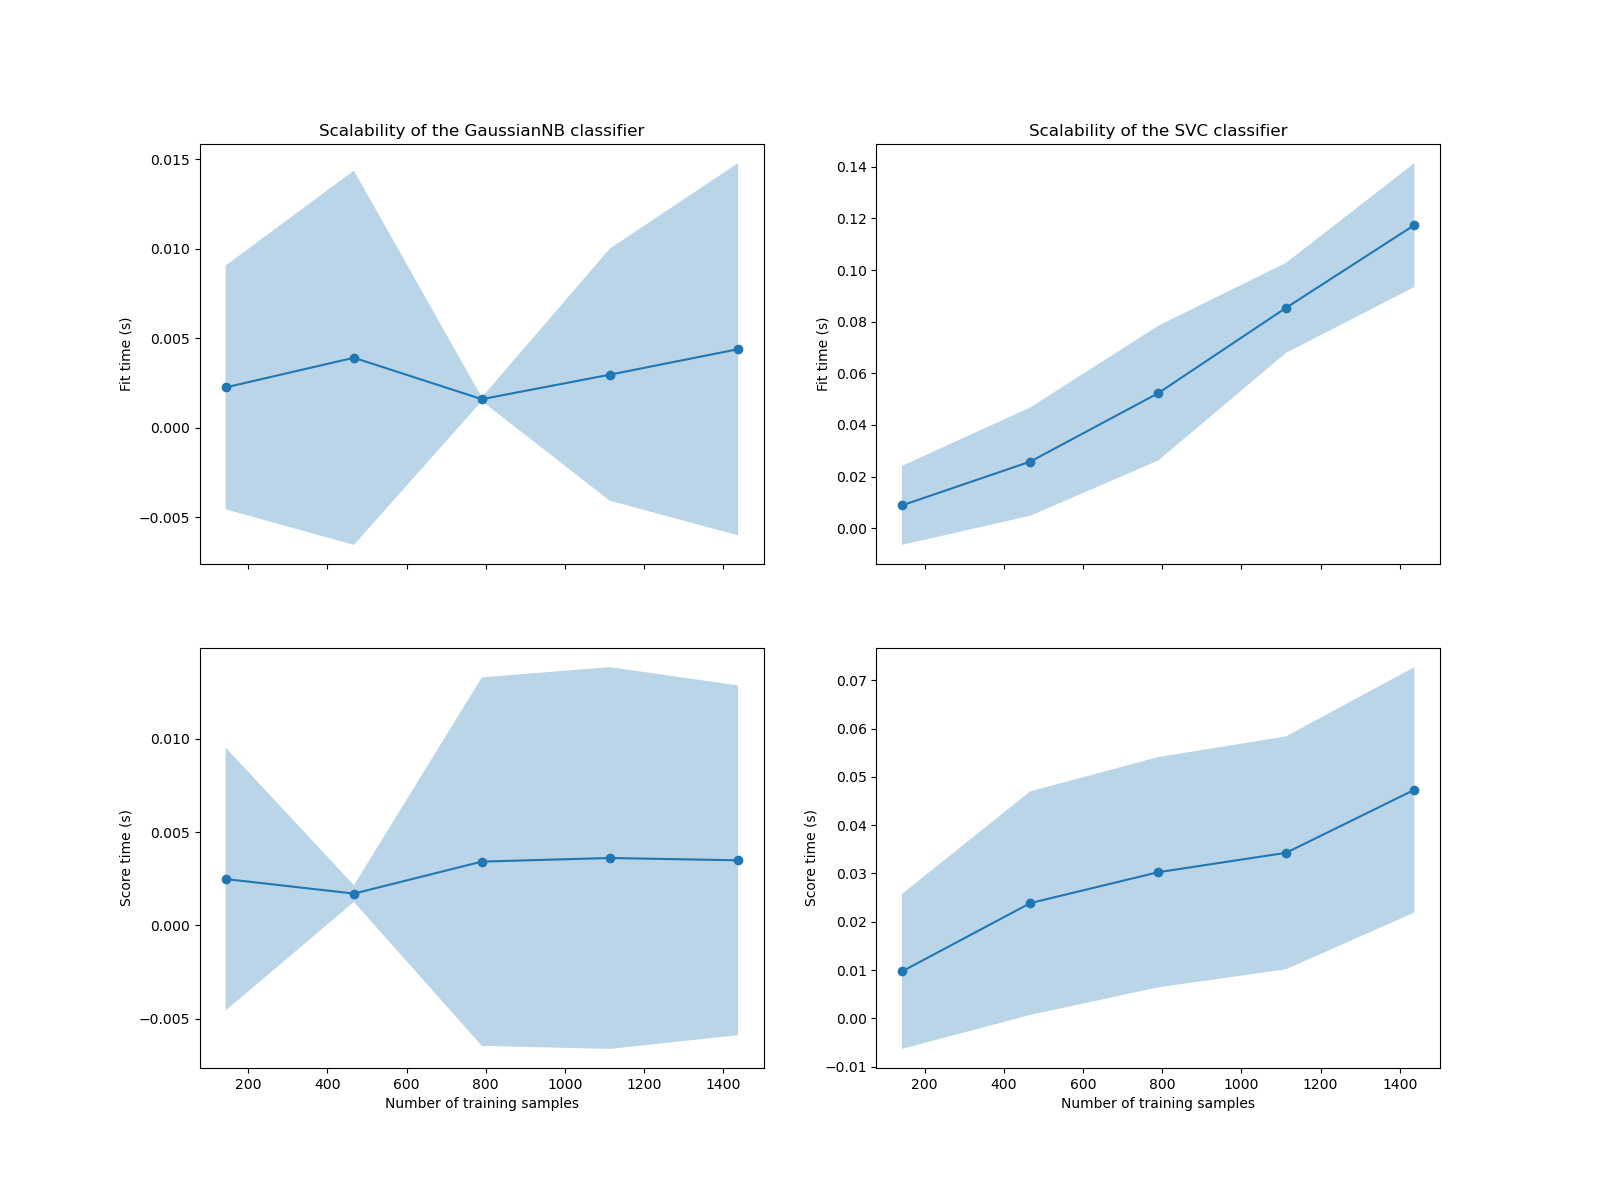 Scalability of the GaussianNB classifier
0.015
0.010
0.005
0.000
−0.005
Fit time (s)
Scalability of the SVC classifier
0.14
0.12
0.10
0.08
0.06
0.04
0.02
0.00
Fit time (s)
0.010
0.005
0.000
−0.005
Score time (s)
200 400 600 800 1000 1200 1400
Number of training samples
0.07
0.06
0.05
0.04
0.03
0.02
0.01
0.00
−0.01
Score time (s)
200 400 600 800 1000 1200 1400
Number of training samples